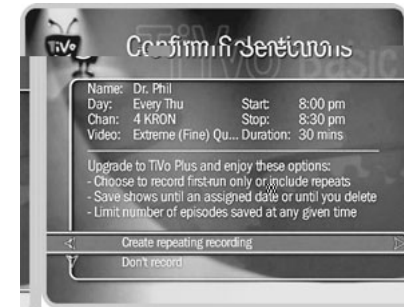 TiVo
Name: Dr. Phil
Day: Every Thu Start: 8:00 pm
Chan: 4 KRON Stop: 8:30 pm
Video: Extreme (Fine) Qu... Duration: 30 mins
Upgrade to TiVo Plus and enjoy these options:
- Choose to record first-run only or include repeats
- Save shows until an assigned date or until you delete
- Limit number of episodes saved at any given time
Create repeating recording
Don't record